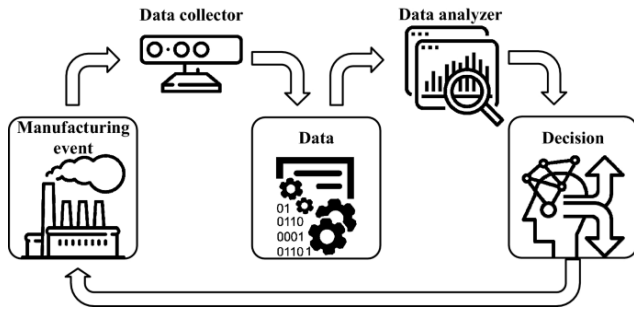 Data collector
Data analyzer
Manufacturing
event
Data
Decision
01
0110
0001
01101